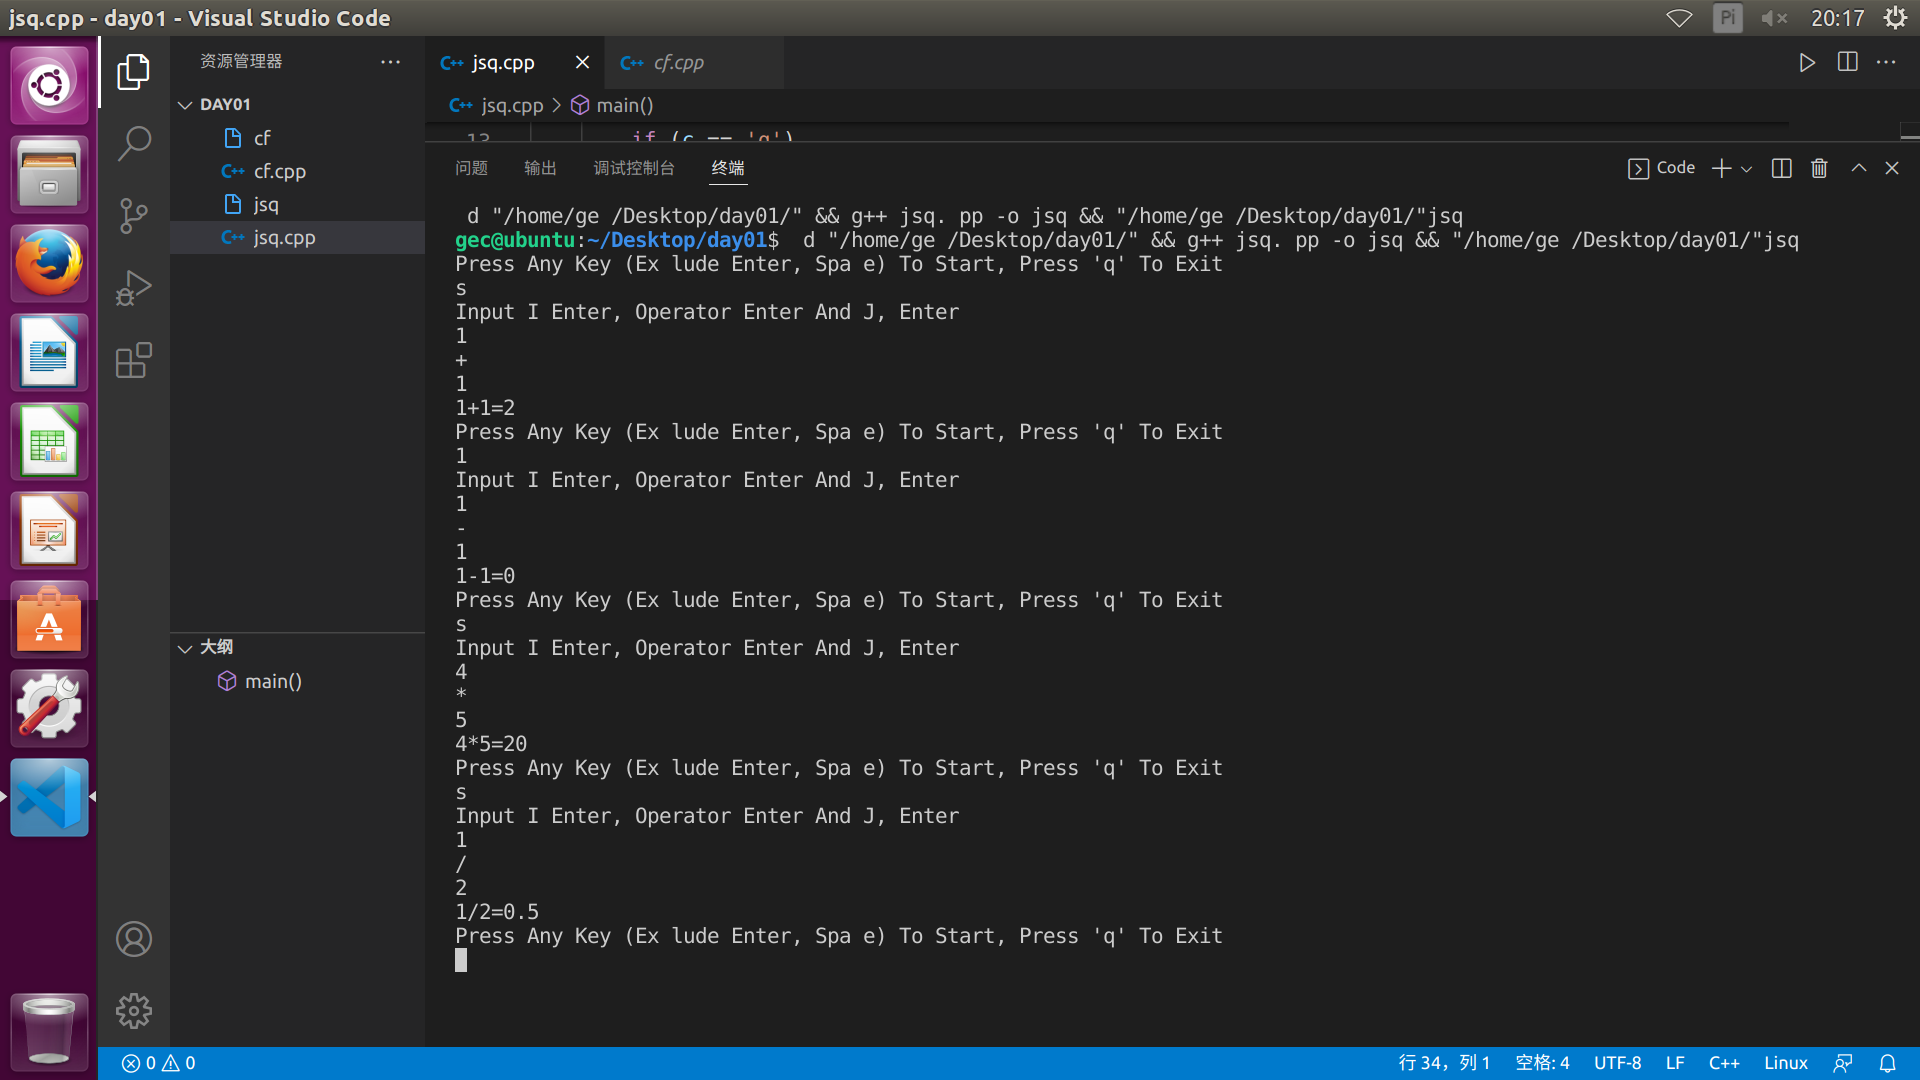 jsq.cpp - day01 - Visual Studio Code
Pi
20:17
资源管理器
DAY01
cf
cf.cpp
jsq
jsq.cpp
大纲
main()
jsq.cpp
cf.cpp
jsq.cpp > main()
13 if (c == 'q')
问题 输出 调试控制台 终端
Code
d "/home/ge /Desktop/day01/" && g++ jsq. pp -o jsq && "/home/ge /Desktop/day01/"jsq
gec@ubuntu:~/Desktop/day01$  d "/home/ge /Desktop/day01/" && g++ jsq. pp -o jsq && "/home/ge /Desktop/day01/"jsq
Press Any Key (Ex lude Enter, Spa e) To Start, Press 'q' To Exit
s
Input I Enter, Operator Enter And J, Enter
1
+
1
1+1=2
Press Any Key (Ex lude Enter, Spa e) To Start, Press 'q' To Exit
1
Input I Enter, Operator Enter And J, Enter
1
-
1
1-1=0
Press Any Key (Ex lude Enter, Spa e) To Start, Press 'q' To Exit
s
Input I Enter, Operator Enter And J, Enter
4
*
5
4*5=20
Press Any Key (Ex lude Enter, Spa e) To Start, Press 'q' To Exit
s
Input I Enter, Operator Enter And J, Enter
1
/
2
1/2=0.5
Press Any Key (Ex lude Enter, Spa e) To Start, Press 'q' To Exit
0 0
行 34，列 1 空格: 4 UTF-8 LF C++ Linux